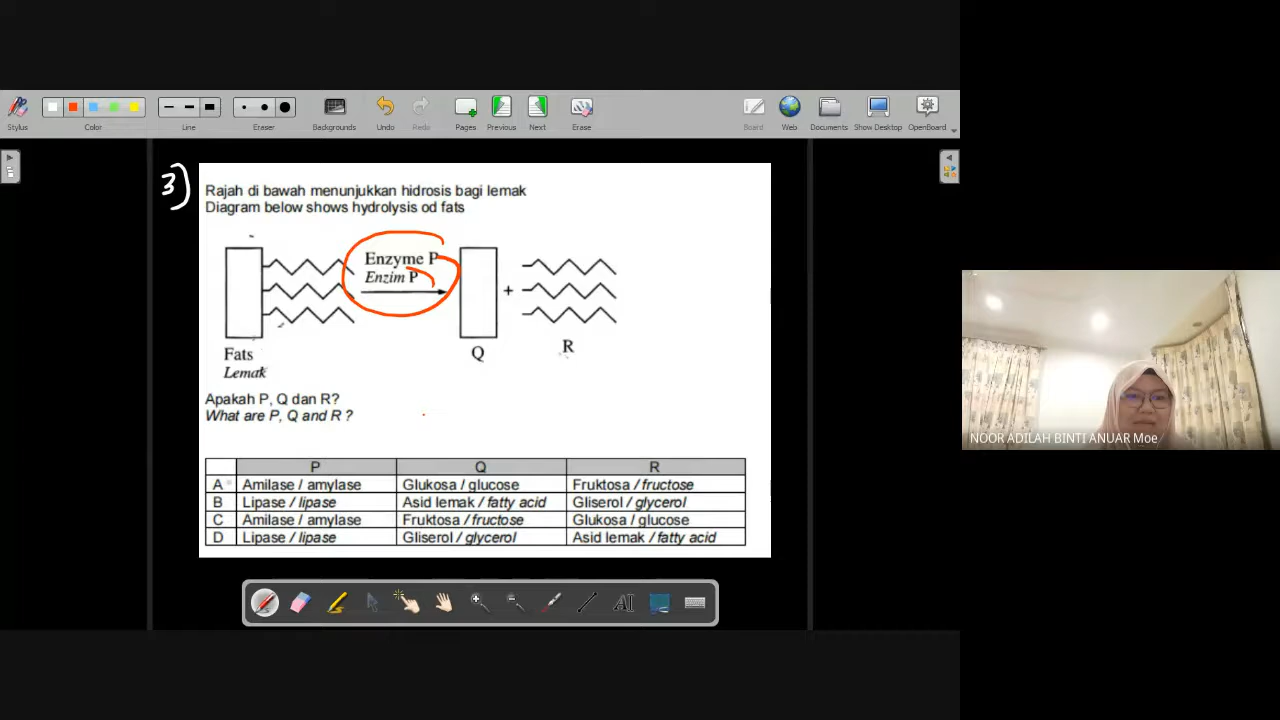 Stylus
Color
Line
Eraser
Backgrounds
Undo
Redo
Pages
Previous
Next
Erase
Board
Web
Documents
Show Desktop
OpenBoard
3)
Rajah di bawah menunjukkan hidrosis bagi lemak
Diagram below shows hydrolysis od fats
Enzyme P
Enzim P
+
Fats
Lemak
Q
R
Apakah P, Q dan R?
What are P, Q and R ?
P Q R
A Amilase / amylase Glukosa / glucose Fruktosa / fructose
B Lipase / lipase Asid lemak / fatty acid Gliserol / glycerol
C Amilase / amylase Fruktosa / fructose Glukosa / glucose
D Lipase / lipase Gliserol / glycerol Asid lemak / fatty acid
AI
NOOR ADILAH BINTI ANUAR Moe